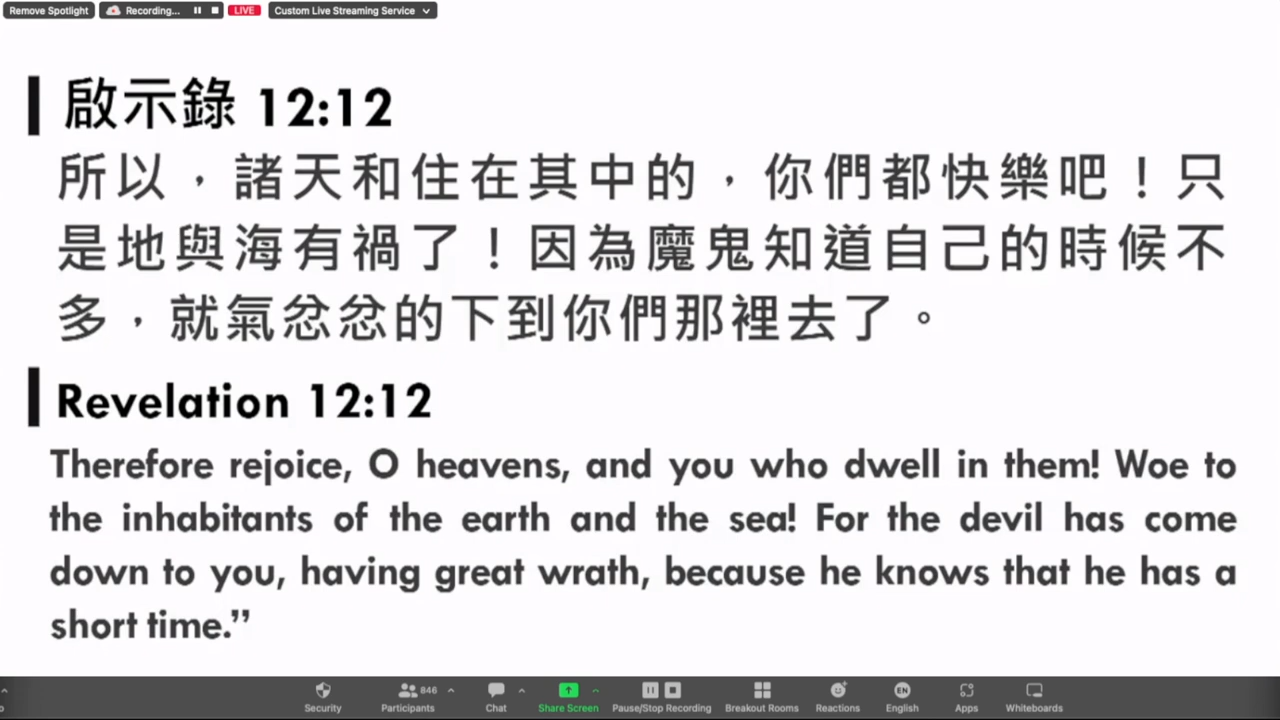 Remove Spotlight Recording... LIVE Custom Live Streaming Service
啟示錄 12:12
所以，諸天和住在其中的，你們都快樂吧！只
是地與海有禍了！因為魔鬼知道自己的時候不
多，就氣忿忿的下到你們那裡去了。
Revelation 12:12
Therefore rejoice, O heavens, and you who dwell in them! Woe to
the inhabitants of the earth and the sea! For the devil has come
down to you, having great wrath, because he knows that he has a
short time.”
846
EN
Security Participants Chat Share Screen Pause/Stop Recording Breakout Rooms Reactions English Apps Whiteboards